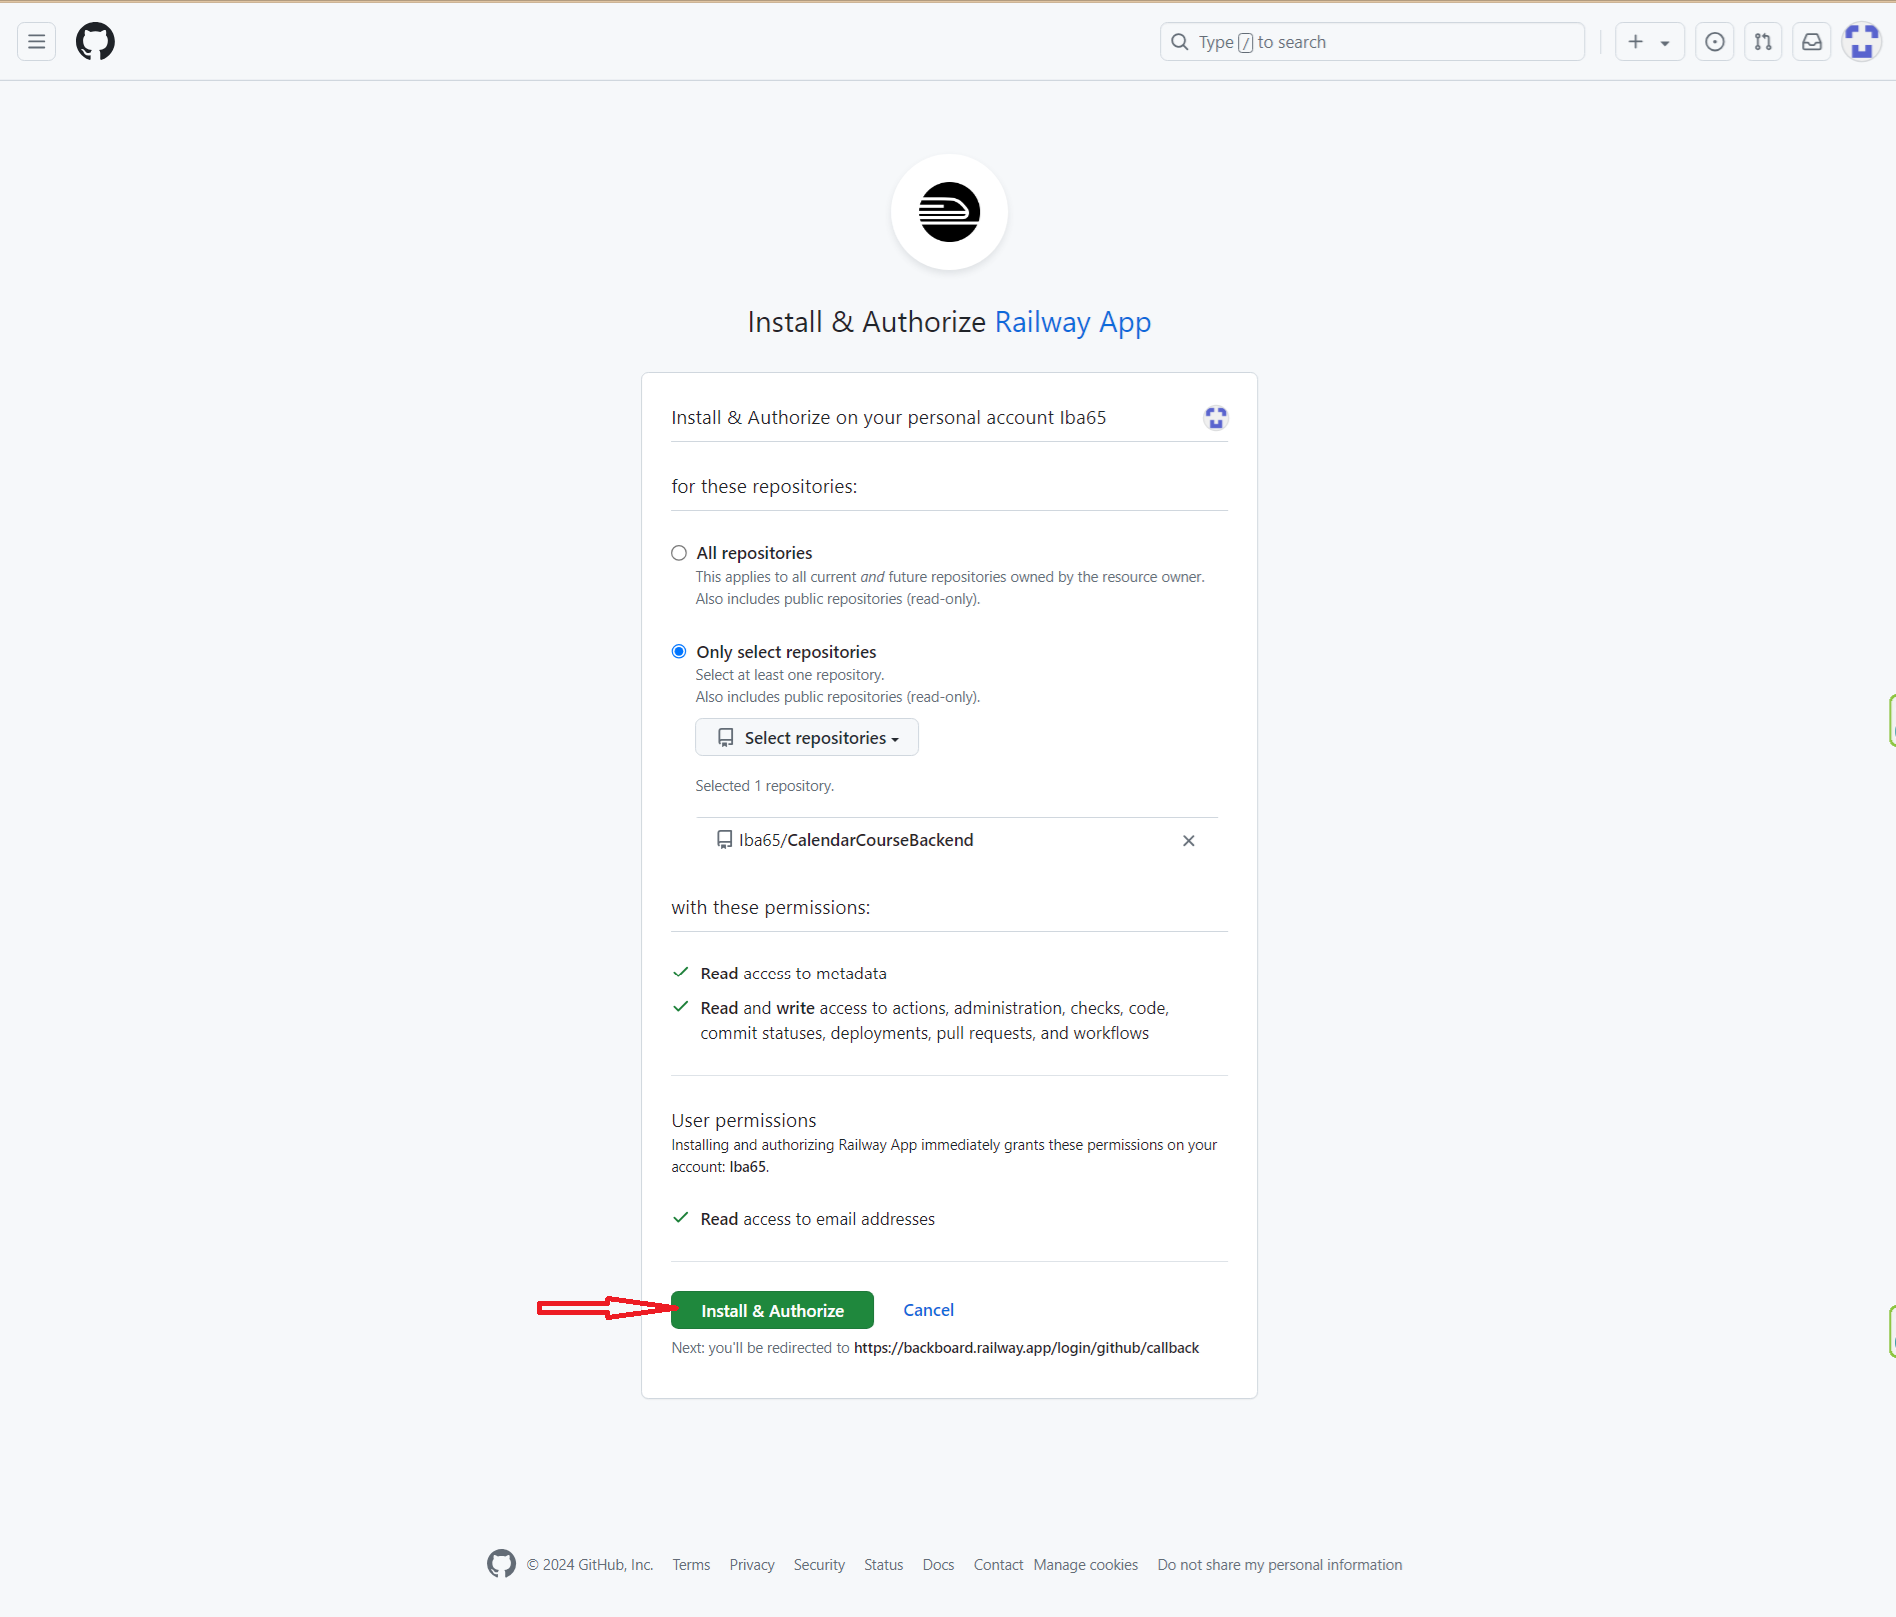 Type / to search
Install & Authorize Railway App
Install & Authorize on your personal account Iba65
for these repositories:
All repositories
This applies to all current and future repositories owned by the resource owner.
Also includes public repositories (read-only).
Only select repositories
Select at least one repository.
Also includes public repositories (read-only).
Select repositories
Selected 1 repository.
Iba65/CalendarCourseBackend
with these permissions:
Read access to metadata
Read and write access to actions, administration, checks, code,
commit statuses, deployments, pull requests, and workflows
User permissions
Installing and authorizing Railway App immediately grants these permissions on your
account: Iba65.
Read access to email addresses
Install & Authorize Cancel
Next: you'll be redirected to https://backboard.railway.app/login/github/callback
© 2024 GitHub, Inc. Terms Privacy Security Status Docs Contact Manage cookies Do not share my personal information